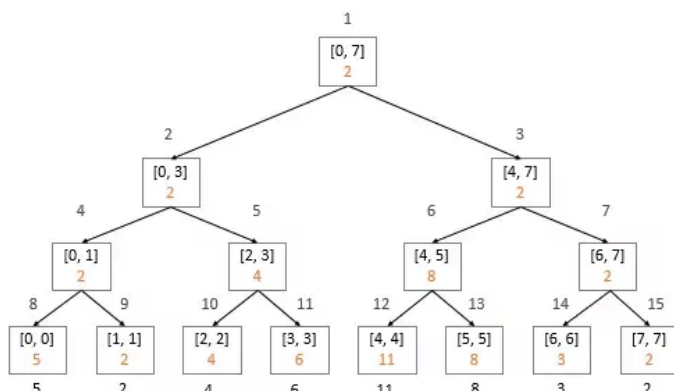 1
[0, 7]
2
2 3
[0, 3] [4, 7]
2 2
4 5 6 7
[0, 1] [2, 3] [4, 5] [6, 7]
2 4 8 2
8 9 10 11 12 13 14 15
[0, 0] [1, 1] [2, 2] [3, 3] [4, 4] [5, 5] [6, 6] [7, 7]
5 2 4 6 11 8 3 2
5 2 4 6 11 8 3 2